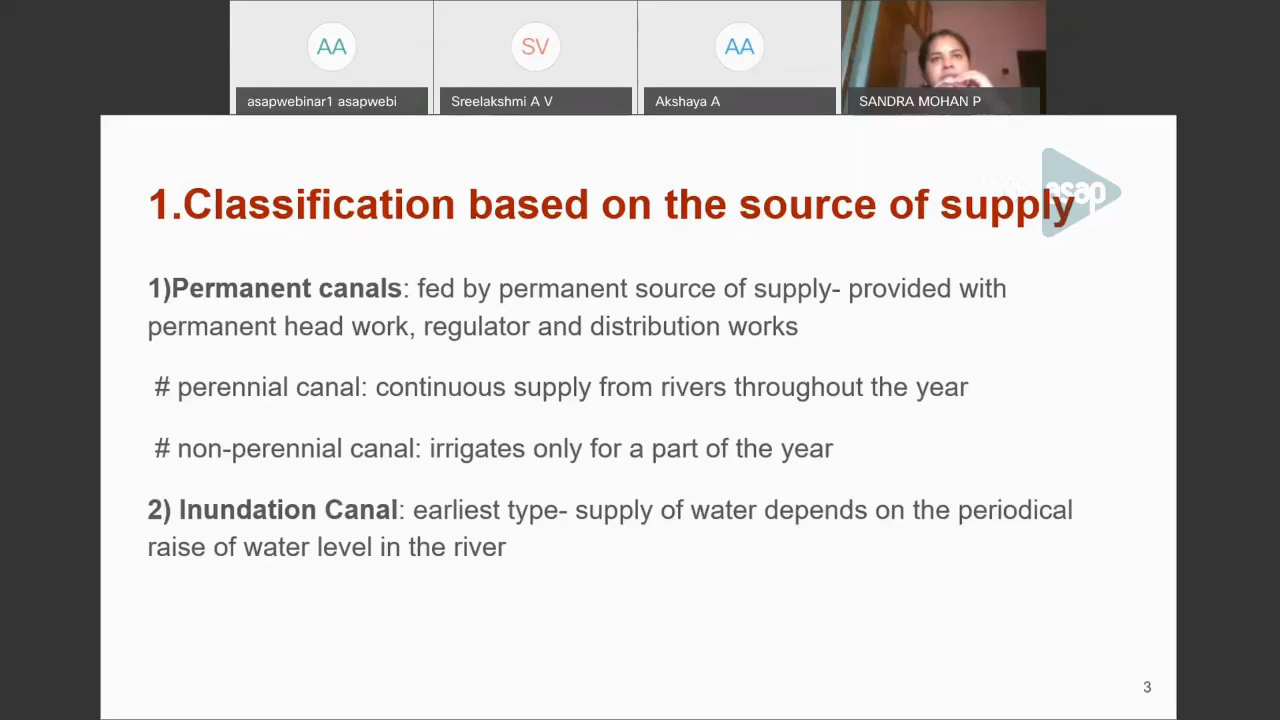 AA
SV
AA
asapwebinar1 asapwebi
Sreelakshmi A V
Akshaya A
SANDRA MOHAN P
asap
1.Classification based on the source of supply
1)Permanent canals: fed by permanent source of supply- provided with
permanent head work, regulator and distribution works
# perennial canal: continuous supply from rivers throughout the year
# non-perennial canal: irrigates only for a part of the year
2) Inundation Canal: earliest type- supply of water depends on the periodical
raise of water level in the river
3